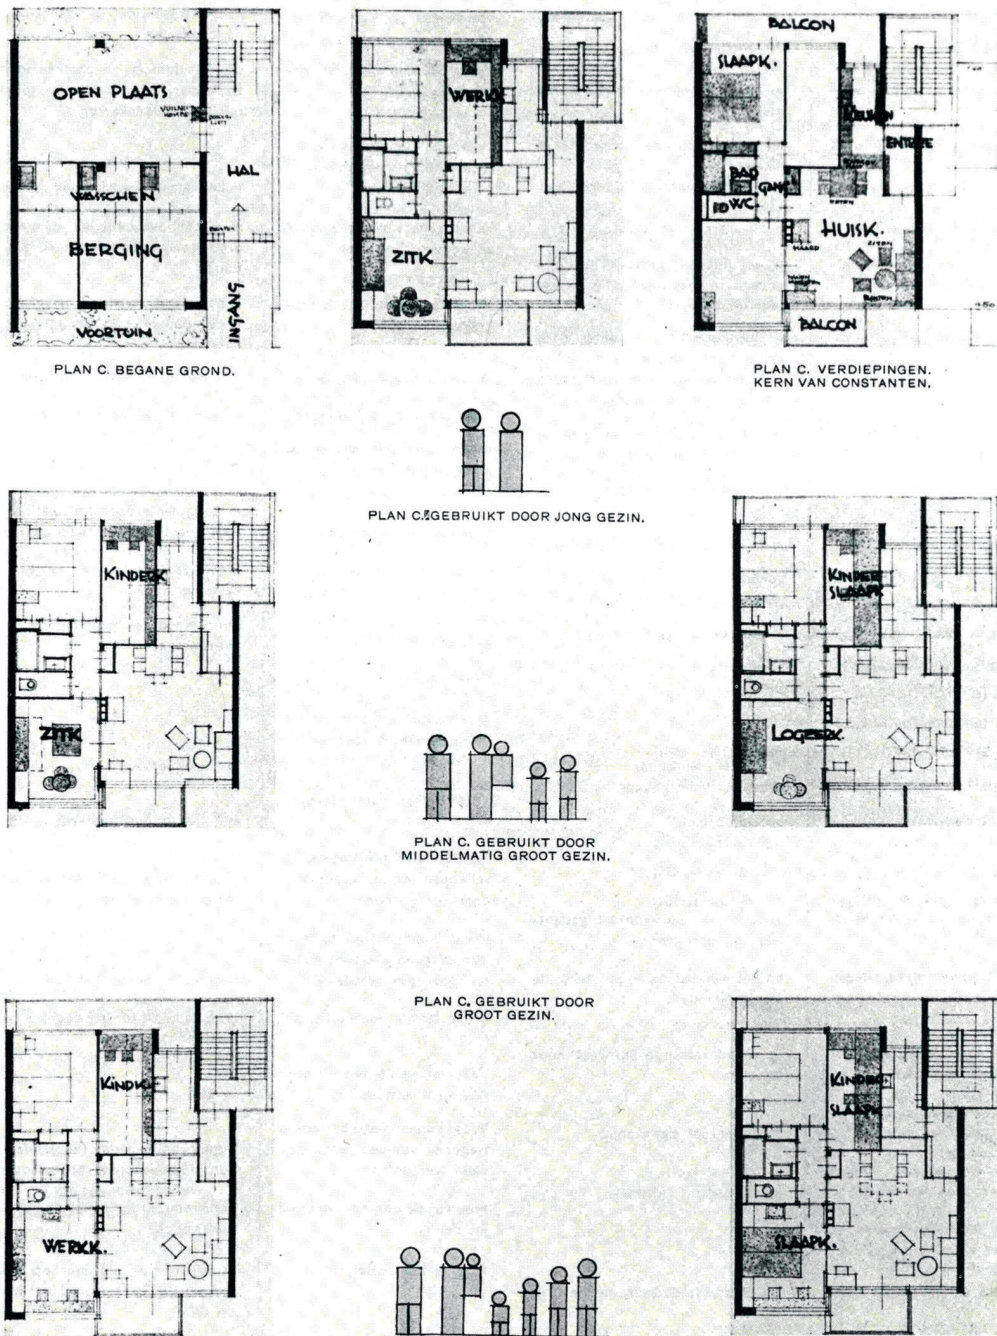 OPEN PLAATS
HAL
WASSCHEN
BERGING
VOORTUIN
INGANG
PLAN C. BEGANE GROND.
WERKK.
ZITK.
BALCON
SLAAPK.
KEUKEN
ENTREE
BAD
GANG
WC.
HUISK.
HAARD
ZITTEN
BALCON
PLAN C. VERDIEPINGEN.
KERN VAN CONSTANTEN.
PLAN C. GEBRUIKT DOOR JONG GEZIN.
KINDERK
ZITK
KINDER
SLAAPK
LOGEERK.
PLAN C. GEBRUIKT DOOR
MIDDELMATIG GROOT GEZIN.
PLAN C. GEBRUIKT DOOR
GROOT GEZIN.
KINDK.
WERKK.
KINDER
SLAAPK
SLAAPK.